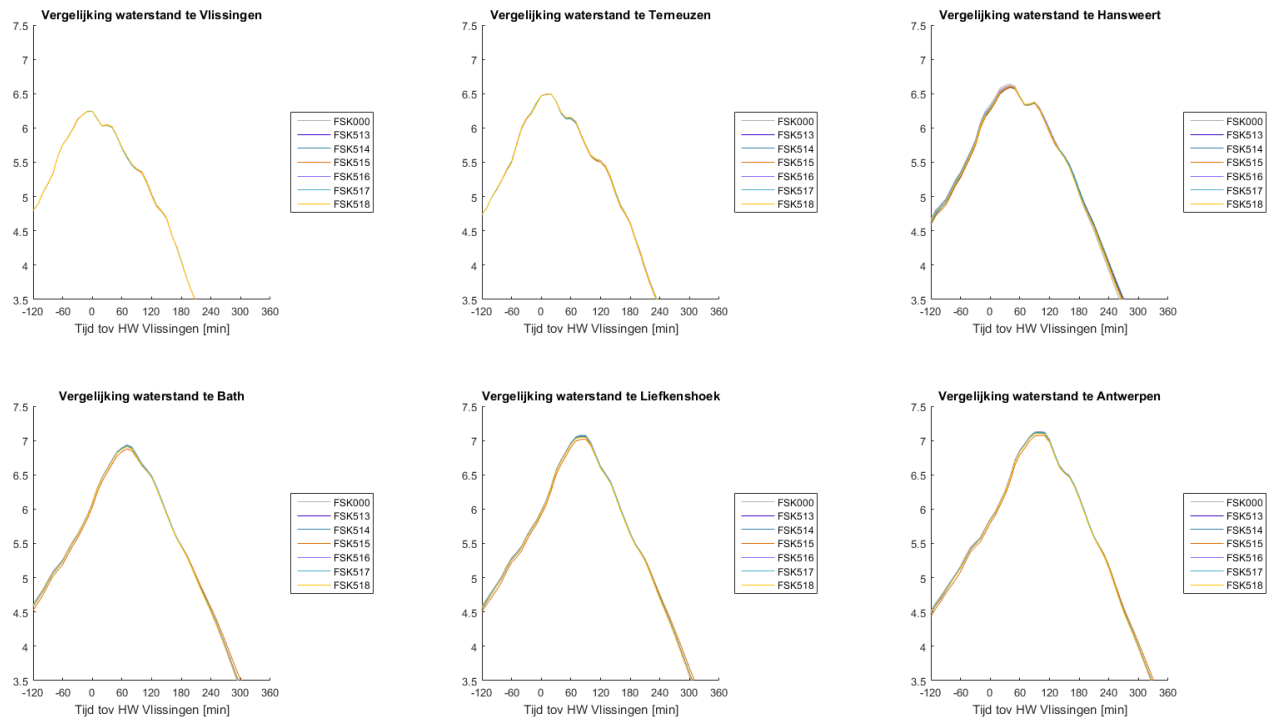 Vergelijking waterstand te Vlissingen
7.5
7
6.5
6
5.5
5
4.5
4
3.5
-120 -60 0 60 120 180 240 300 360
Tijd tov HW Vlissingen [min]
FSK000
FSK513
FSK514
FSK515
FSK516
FSK517
FSK518
Vergelijking waterstand te Terneuzen
7.5
7
6.5
6
5.5
5
4.5
4
3.5
-120 -60 0 60 120 180 240 300 360
Tijd tov HW Vlissingen [min]
FSK000
FSK513
FSK514
FSK515
FSK516
FSK517
FSK518
Vergelijking waterstand te Hansweert
7.5
7
6.5
6
5.5
5
4.5
4
3.5
-120 -60 0 60 120 180 240 300 360
Tijd tov HW Vlissingen [min]
FSK000
FSK513
FSK514
FSK515
FSK516
FSK517
FSK518
Vergelijking waterstand te Bath
7.5
7
6.5
6
5.5
5
4.5
4
3.5
-120 -60 0 60 120 180 240 300 360
Tijd tov HW Vlissingen [min]
FSK000
FSK513
FSK514
FSK515
FSK516
FSK517
FSK518
Vergelijking waterstand te Liefkenshoek
7.5
7
6.5
6
5.5
5
4.5
4
3.5
-120 -60 0 60 120 180 240 300 360
Tijd tov HW Vlissingen [min]
FSK000
FSK513
FSK514
FSK515
FSK516
FSK517
FSK518
Vergelijking waterstand te Antwerpen
7.5
7
6.5
6
5.5
5
4.5
4
3.5
-120 -60 0 60 120 180 240 300 360
Tijd tov HW Vlissingen [min]
FSK000
FSK513
FSK514
FSK515
FSK516
FSK517
FSK518